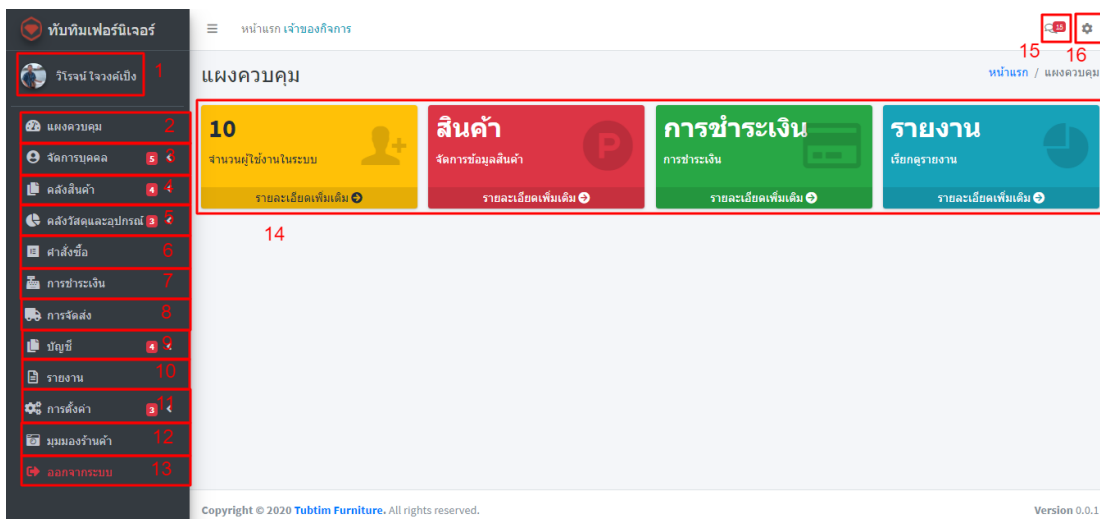 ทับทิมเฟอร์นิเจอร์
หน้าแรก เจ้าของกิจการ
15
15
16
วิโรจน์ ใจวงค์เป็ง
1
แผงควบคุม
หน้าแรก / แผงควบคุม
แผงควบคุม
2
จัดการบุคคล
5
3
คลังสินค้า
4
4
คลังวัสดุและอุปกรณ์
3
5
คำสั่งซื้อ
6
การชำระเงิน
7
การจัดส่ง
8
บัญชี
4
9
รายงาน
10
การตั้งค่า
3
11
มุมมองร้านค้า
12
ออกจากระบบ
13
10
จำนวนผู้ใช้งานในระบบ
รายละเอียดเพิ่มเติม
สินค้า
จัดการข้อมูลสินค้า
รายละเอียดเพิ่มเติม
การชำระเงิน
การชำระเงิน
รายละเอียดเพิ่มเติม
รายงาน
เรียกดูรายงาน
รายละเอียดเพิ่มเติม
14
Copyright © 2020 Tubtim Furniture. All rights reserved.
Version 0.0.1